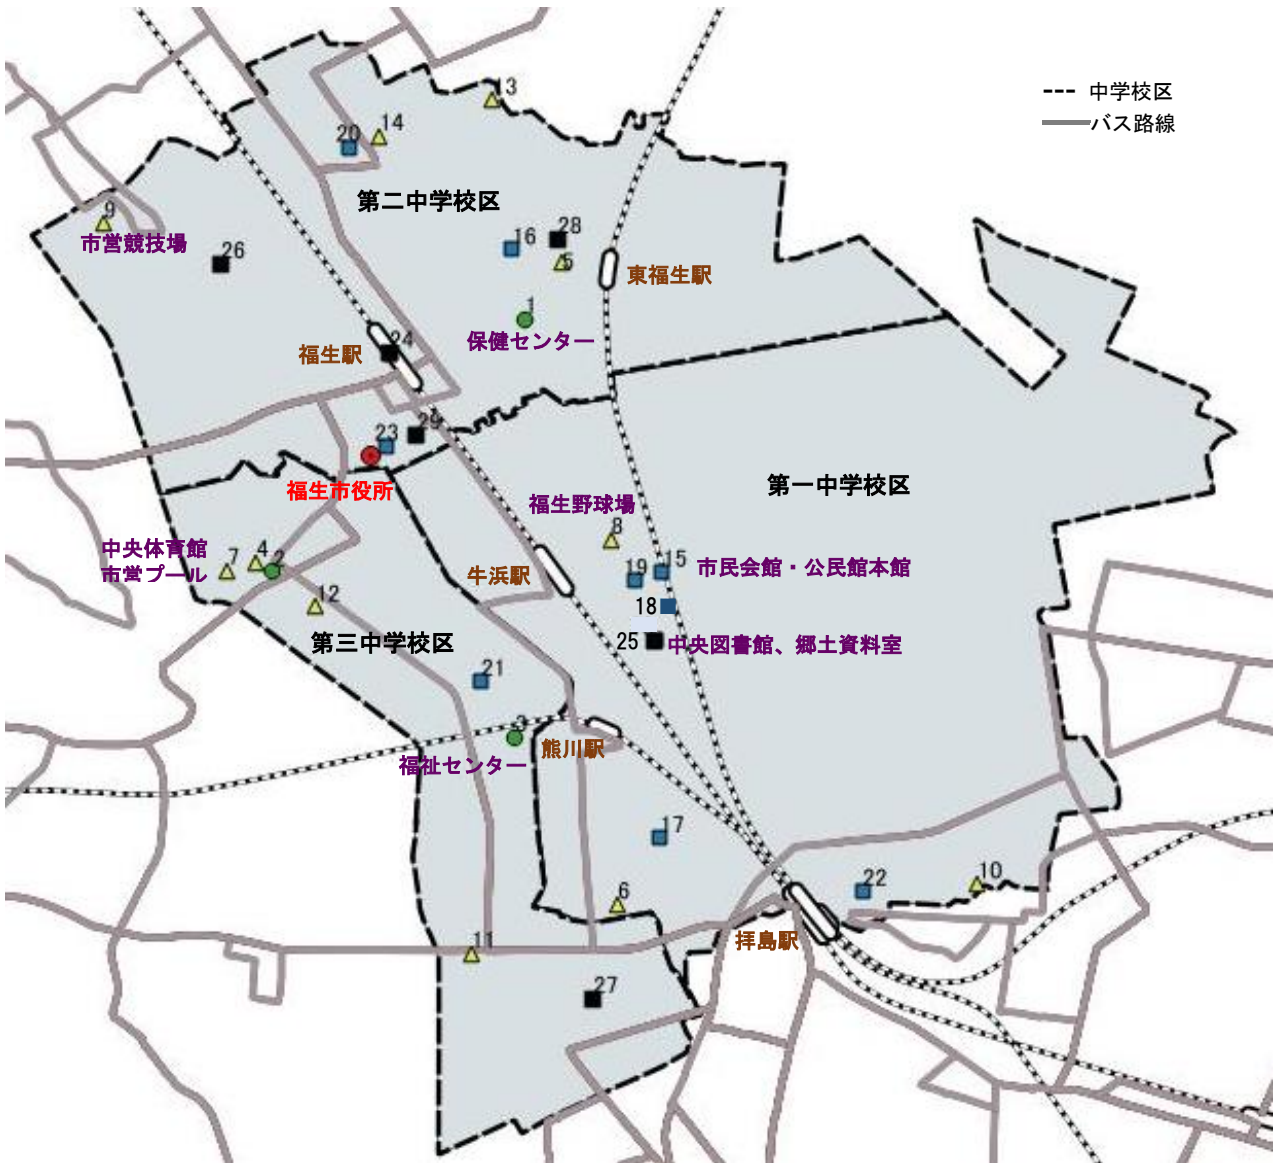 中学校区
バス路線
13
14
20
第二中学校区
9
市営競技場
26
16
28
5
東福生駅
1
保健センター
福生駅
24
23
29
福生市役所
第一中学校区
福生野球場
8
中央体育館
市営プール
7
4
2
12
牛浜駅
19
15
市民会館・公民館本館
18
第三中学校区
25
中央図書館、郷土資料室
21
3
熊川駅
福祉センター
17
22
10
6
11
拝島駅
27